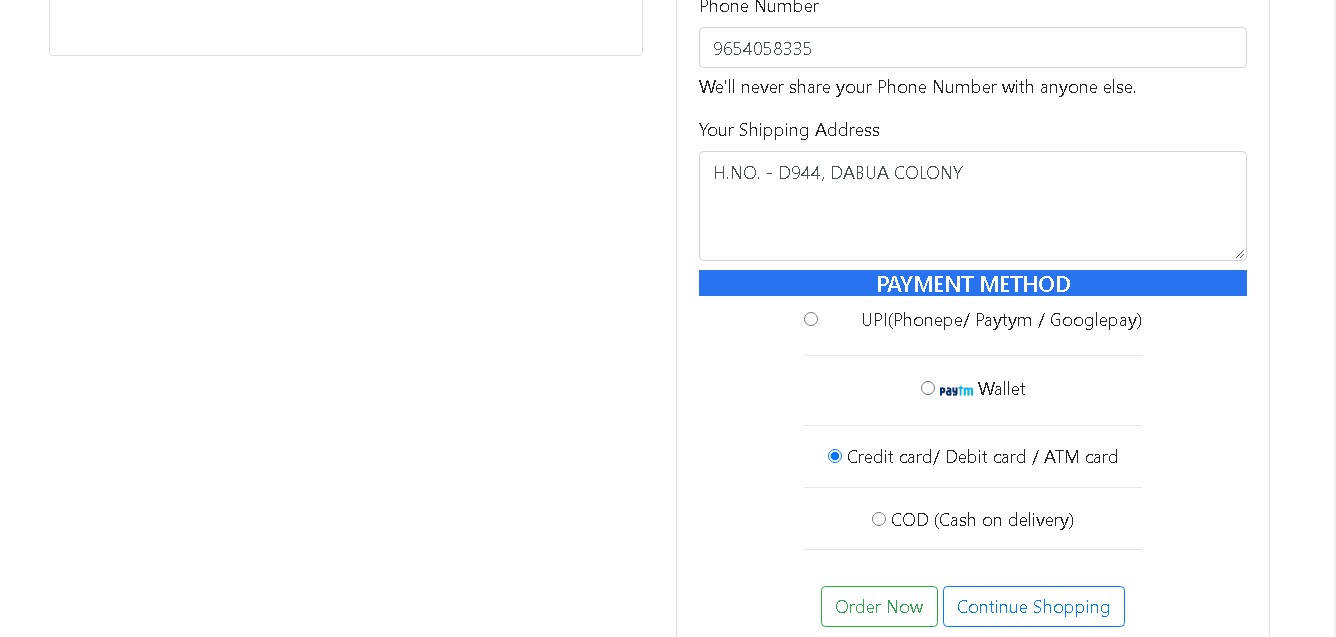 Phone Number
9654058335
We'll never share your Phone Number with anyone else.
Your Shipping Address
H.NO. - D944, DABUA COLONY
PAYMENT METHOD
UPI(Phonepe/ Paytym / Googlepay)
paytm Wallet
Credit card/ Debit card / ATM card
COD (Cash on delivery)
Order Now Continue Shopping